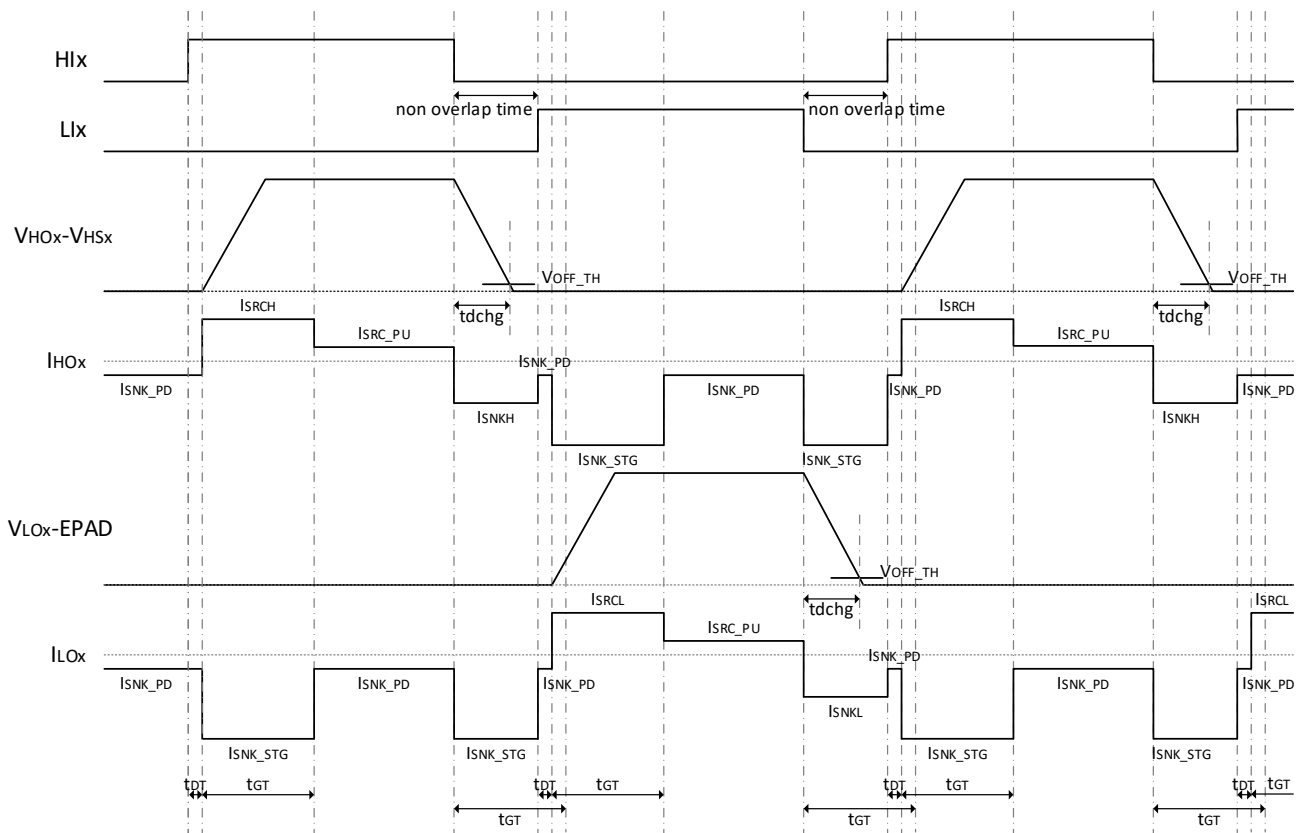 HIx
non overlap time non overlap time
LIx
VHOx-VHSx
VOFF_TH VOFF_TH
tdchg tdchg
ISRCH ISRCH
ISRC_PU ISRC_PU
IHOx
ISNK_PD ISNK_PD ISNK_PD ISNK_PD ISNK_PD
ISNKH ISNKH
ISNK_STG ISNK_STG
VLOx-EPAD
VOFF_TH
tdchg
ISRCL ISRCL
ISRC_PU
ILOx
ISNK_PD ISNK_PD ISNK_PD ISNK_PD ISNK_PD ISNK_PD
ISNKL
ISNK_STG ISNK_STG ISNK_STG ISNK_STG
tDT tGT tDT tGT tDT tGT tDT tGT
tGT tGT tGT